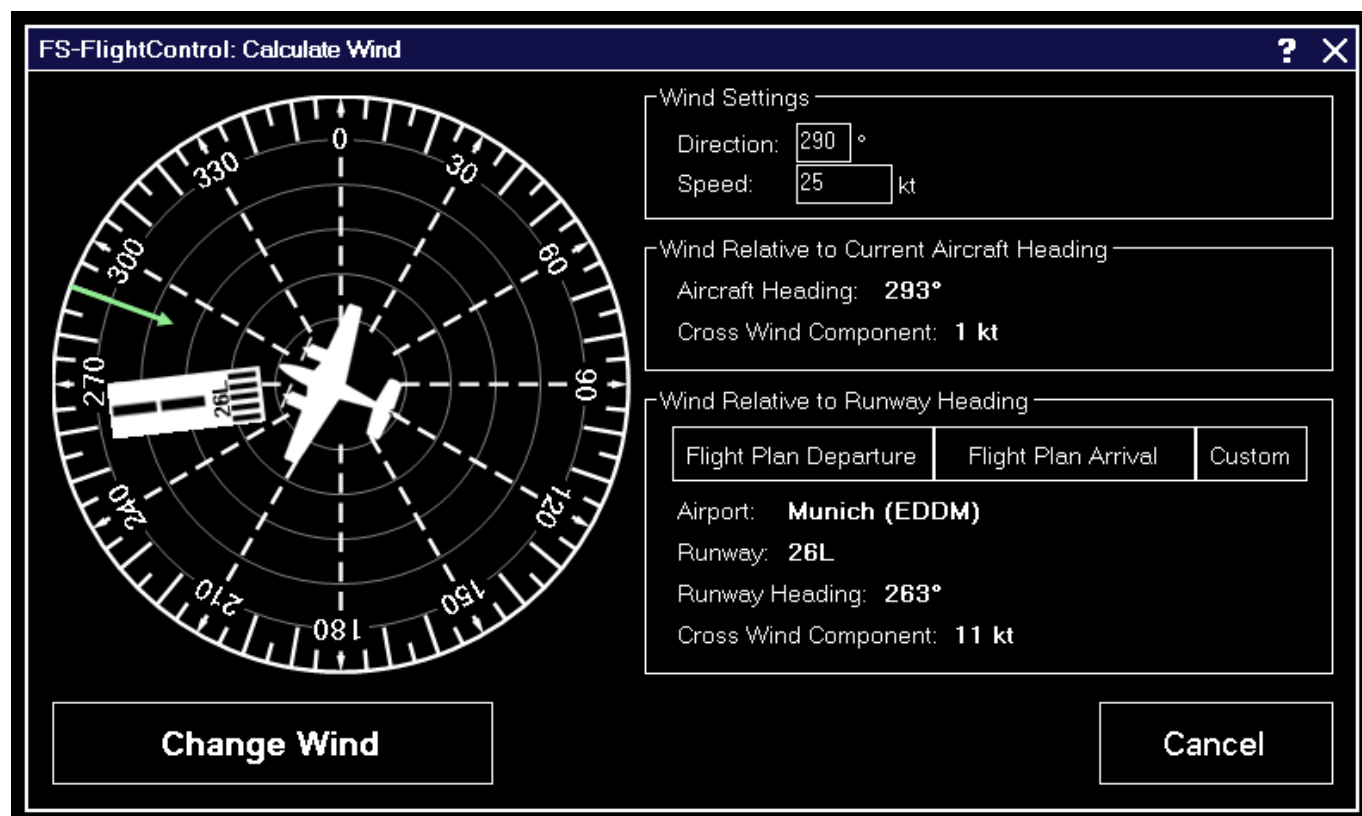 FS-FlightControl: Calculate Wind
? X
0
30
60
90
120
150
180
210
240
270
300
330
26L
Wind Settings
Direction: 290 °
Speed: 25 kt
Wind Relative to Current Aircraft Heading
Aircraft Heading: 293°
Cross Wind Component: 1 kt
Wind Relative to Runway Heading
Flight Plan Departure Flight Plan Arrival Custom
Airport: Munich (EDDM)
Runway: 26L
Runway Heading: 263°
Cross Wind Component: 11 kt
Change Wind
Cancel